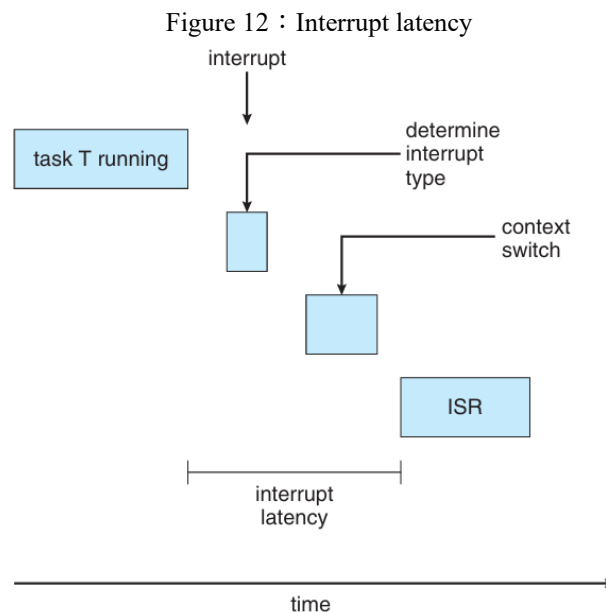 Figure 12：Interrupt latency
interrupt
task T running
determine
interrupt
type
context
switch
ISR
interrupt
latency
time